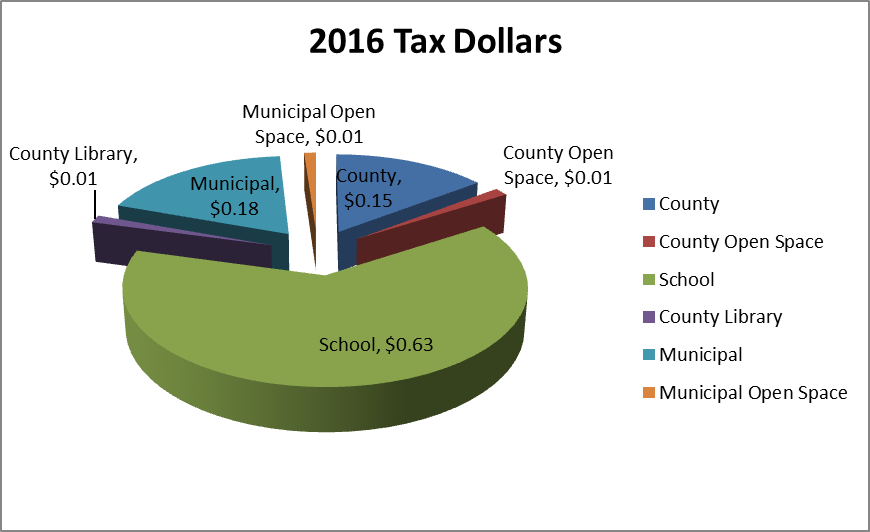 2016 Tax Dollars
Municipal Open
Space, $0.01
County Library,
$0.01
Municipal,
$0.18
County,
$0.15
County Open
Space, $0.01
School, $0.63
County
County Open Space
School
County Library
Municipal
Municipal Open Space